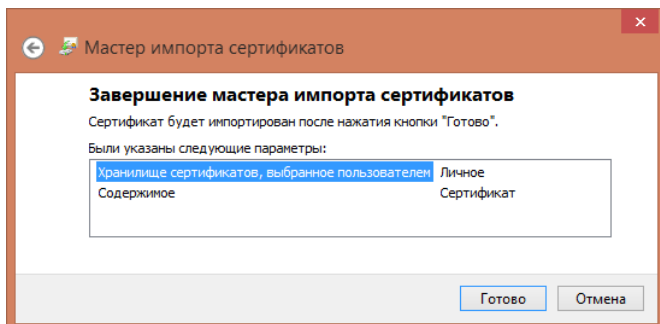 Мастер импорта сертификатов
Завершение мастера импорта сертификатов
Сертификат будет импортирован после нажатия кнопки "Готово".
Были указаны следующие параметры:
Хранилище сертификатов, выбранное пользователем Личное
Содержимое Сертификат
Готово Отмена